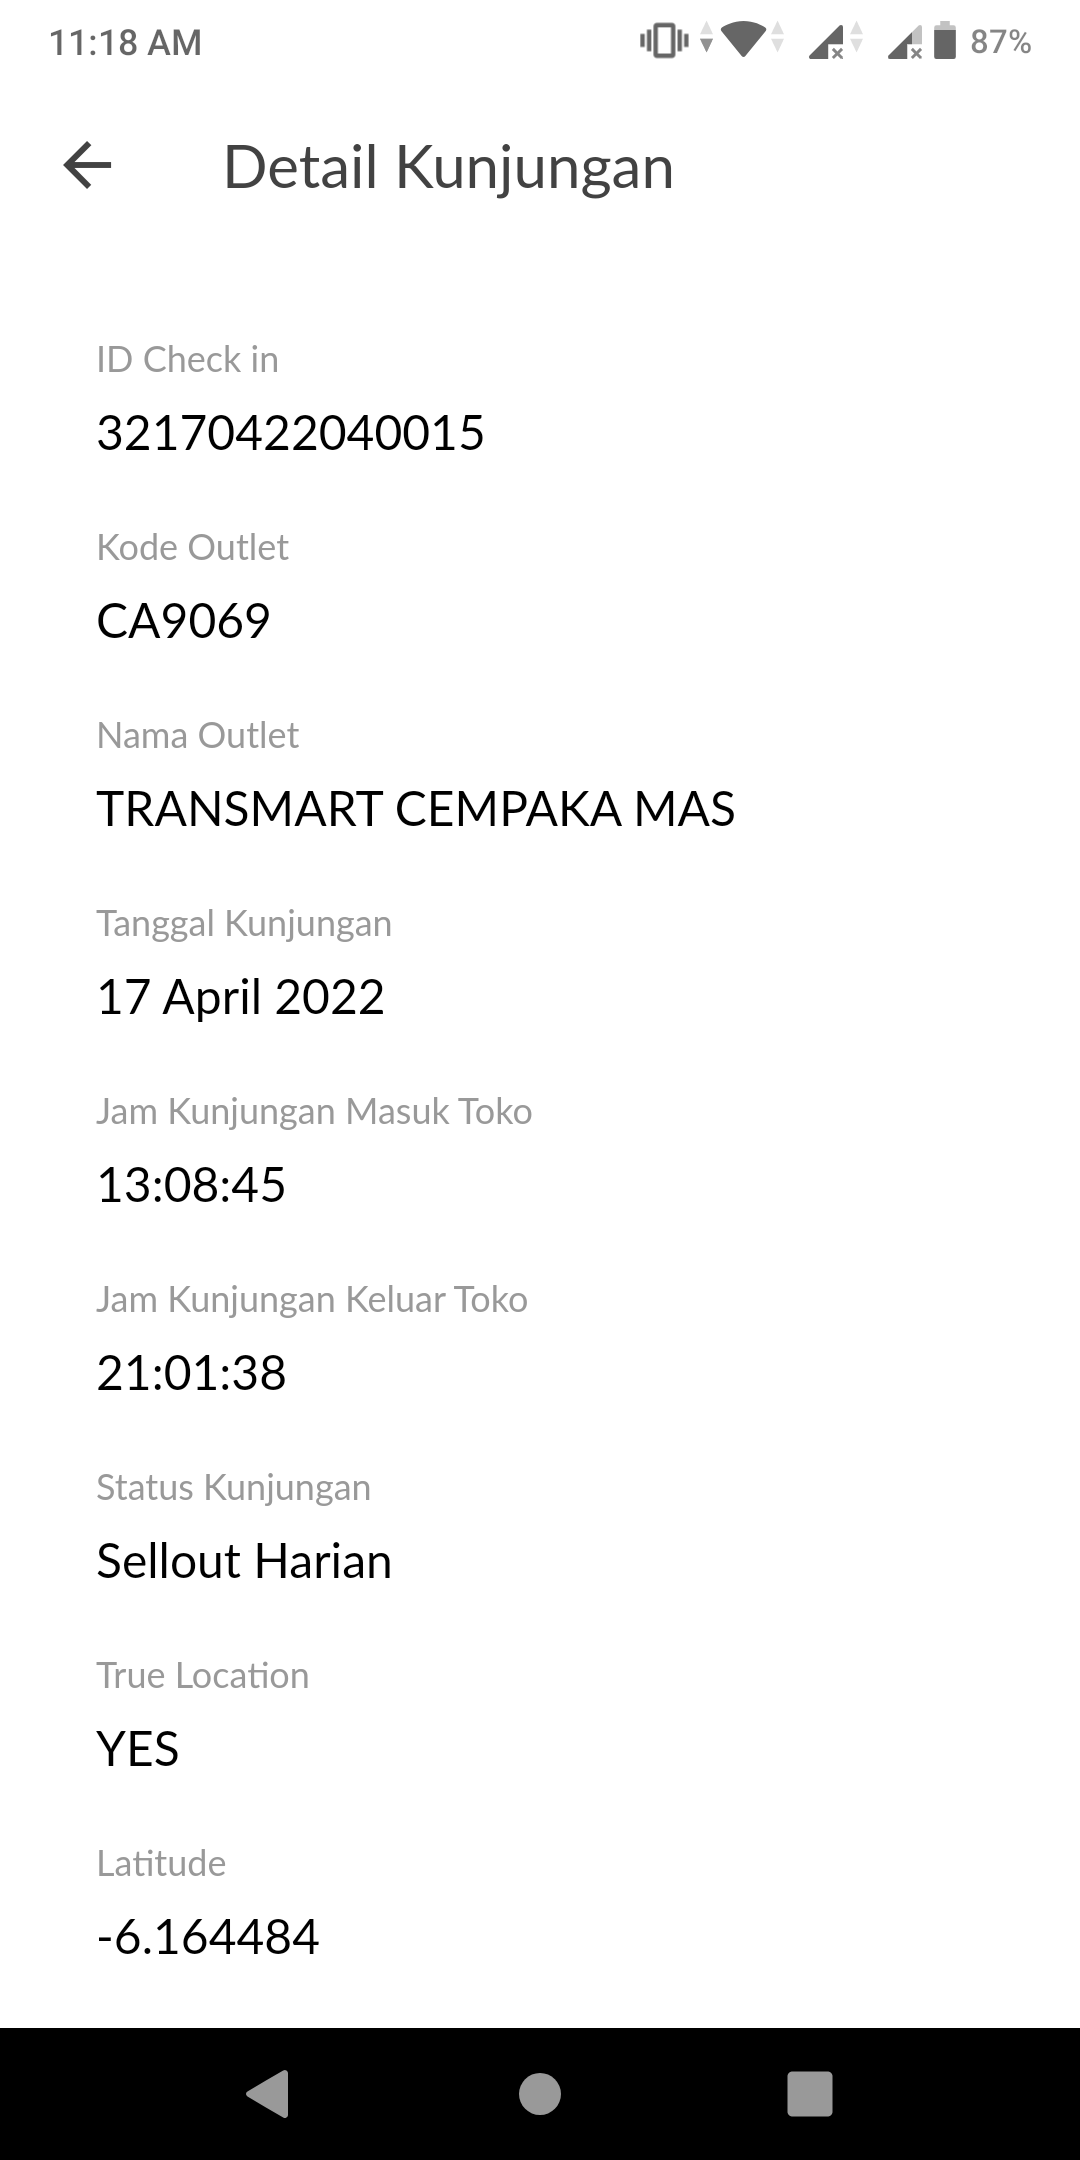 11:18 AM
87%
Detail Kunjungan
ID Check in
32170422040015
Kode Outlet
CA9069
Nama Outlet
TRANSMART CEMPAKA MAS
Tanggal Kunjungan
17 April 2022
Jam Kunjungan Masuk Toko
13:08:45
Jam Kunjungan Keluar Toko
21:01:38
Status Kunjungan
Sellout Harian
True Location
YES
Latitude
-6.164484